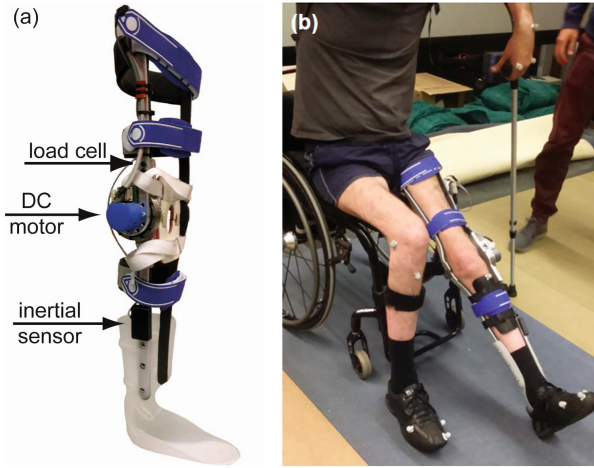 (a)
load cell
DC
motor
inertial
sensor
(b)